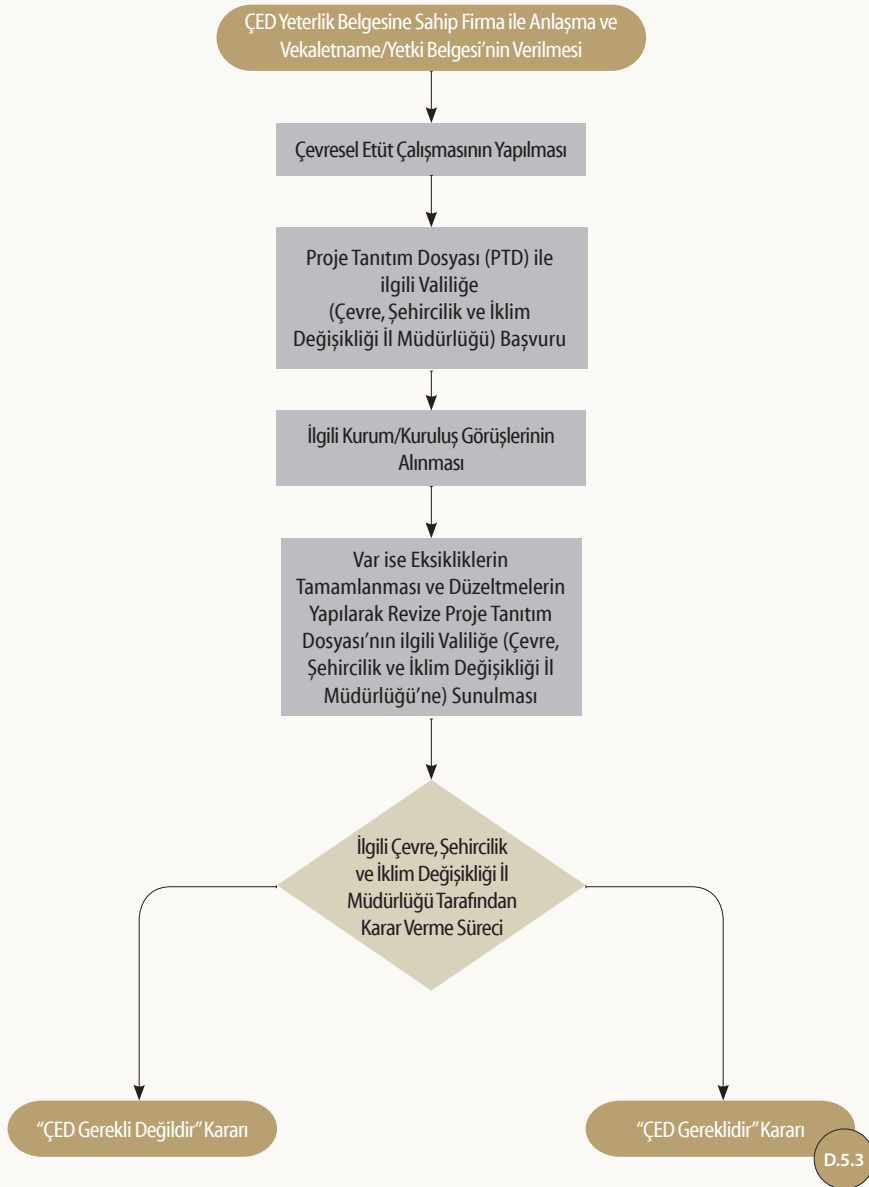 ÇED Yeterlik Belgesine Sahip Firma ile Anlaşma ve
Vekaletname/Yetki Belgesi’nin Verilmesi
Çevresel Etüt Çalışmasının Yapılması
Proje Tanıtım Dosyası (PTD) ile
ilgili Valiliğe
(Çevre, Şehircilik ve İklim
Değişikliği İl Müdürlüğü) Başvuru
İlgili Kurum/Kuruluş Görüşlerinin
Alınması
Var ise Eksikliklerin
Tamamlanması ve Düzeltmelerin
Yapılarak Revize Proje Tanıtım
Dosyası’nın ilgili Valiliğe (Çevre,
Şehircilik ve İklim Değişikliği İl
Müdürlüğü’ne) Sunulması
İlgili Çevre, Şehircilik
ve İklim Değişikliği İl
Müdürlüğü Tarafından
Karar Verme Süreci
“ÇED Gerekli Değildir” Kararı
“ÇED Gereklidir” Kararı
D.5.3